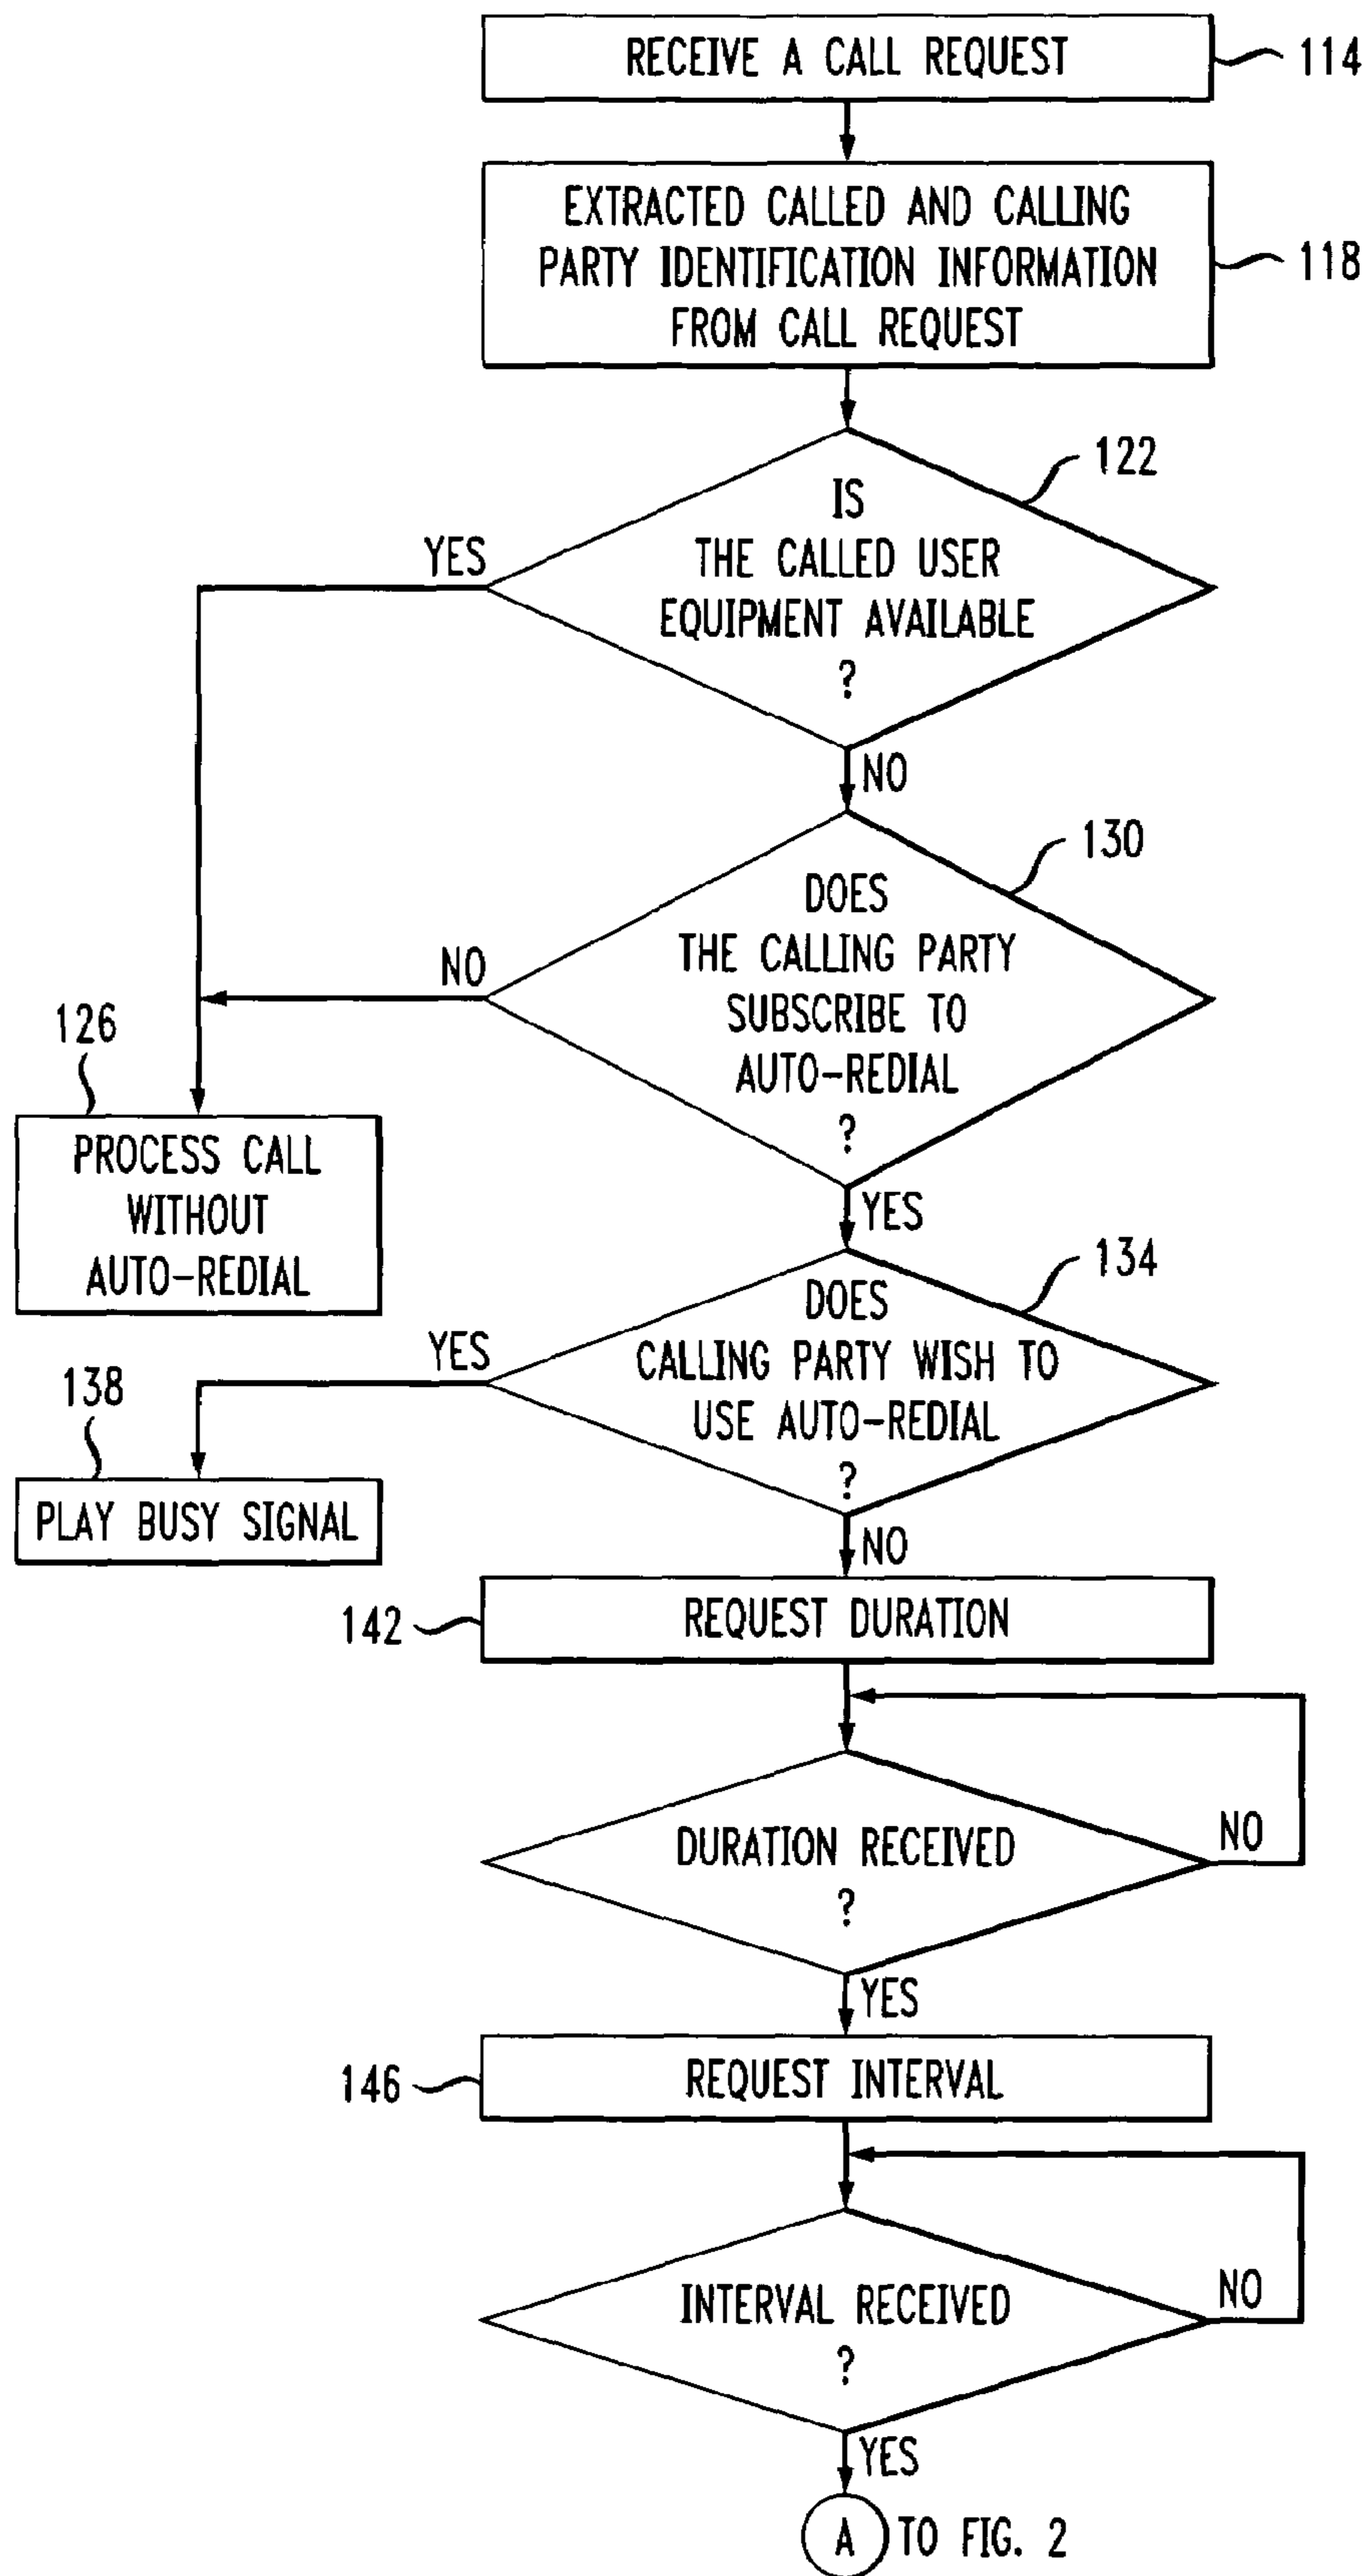 RECEIVE A CALL REQUEST
114
EXTRACTED CALLED AND CALLING
PARTY IDENTIFICATION INFORMATION
FROM CALL REQUEST
118
122
IS
THE CALLED USER
EQUIPMENT AVAILABLE
?
YES
NO
130
DOES
THE CALLING PARTY
SUBSCRIBE TO
AUTO-REDIAL
?
NO
126
PROCESS CALL
WITHOUT
AUTO-REDIAL
YES
134
DOES
CALLING PARTY WISH TO
USE AUTO-REDIAL
?
YES
138
PLAY BUSY SIGNAL
NO
142
REQUEST DURATION
DURATION RECEIVED
?
NO
YES
146
REQUEST INTERVAL
INTERVAL RECEIVED
?
NO
YES
A TO FIG. 2